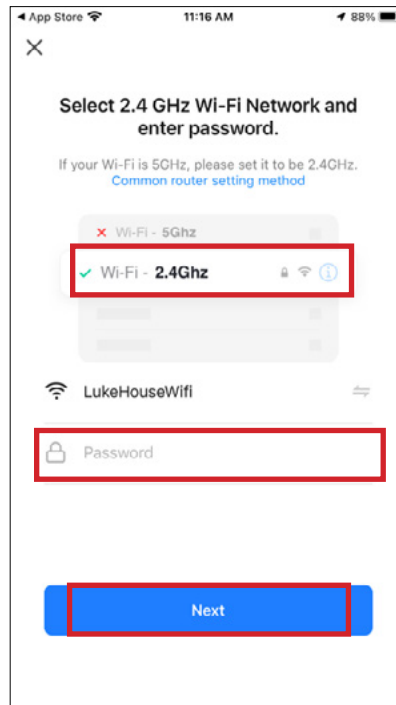 App Store 11:16 AM 88%
Select 2.4 GHz Wi-Fi Network and
enter password.
If your Wi-Fi is 5GHz, please set it to be 2.4GHz.
Common router setting method
Wi-Fi - 5Ghz
Wi-Fi - 2.4Ghz
LukeHouseWifi
Password
Next